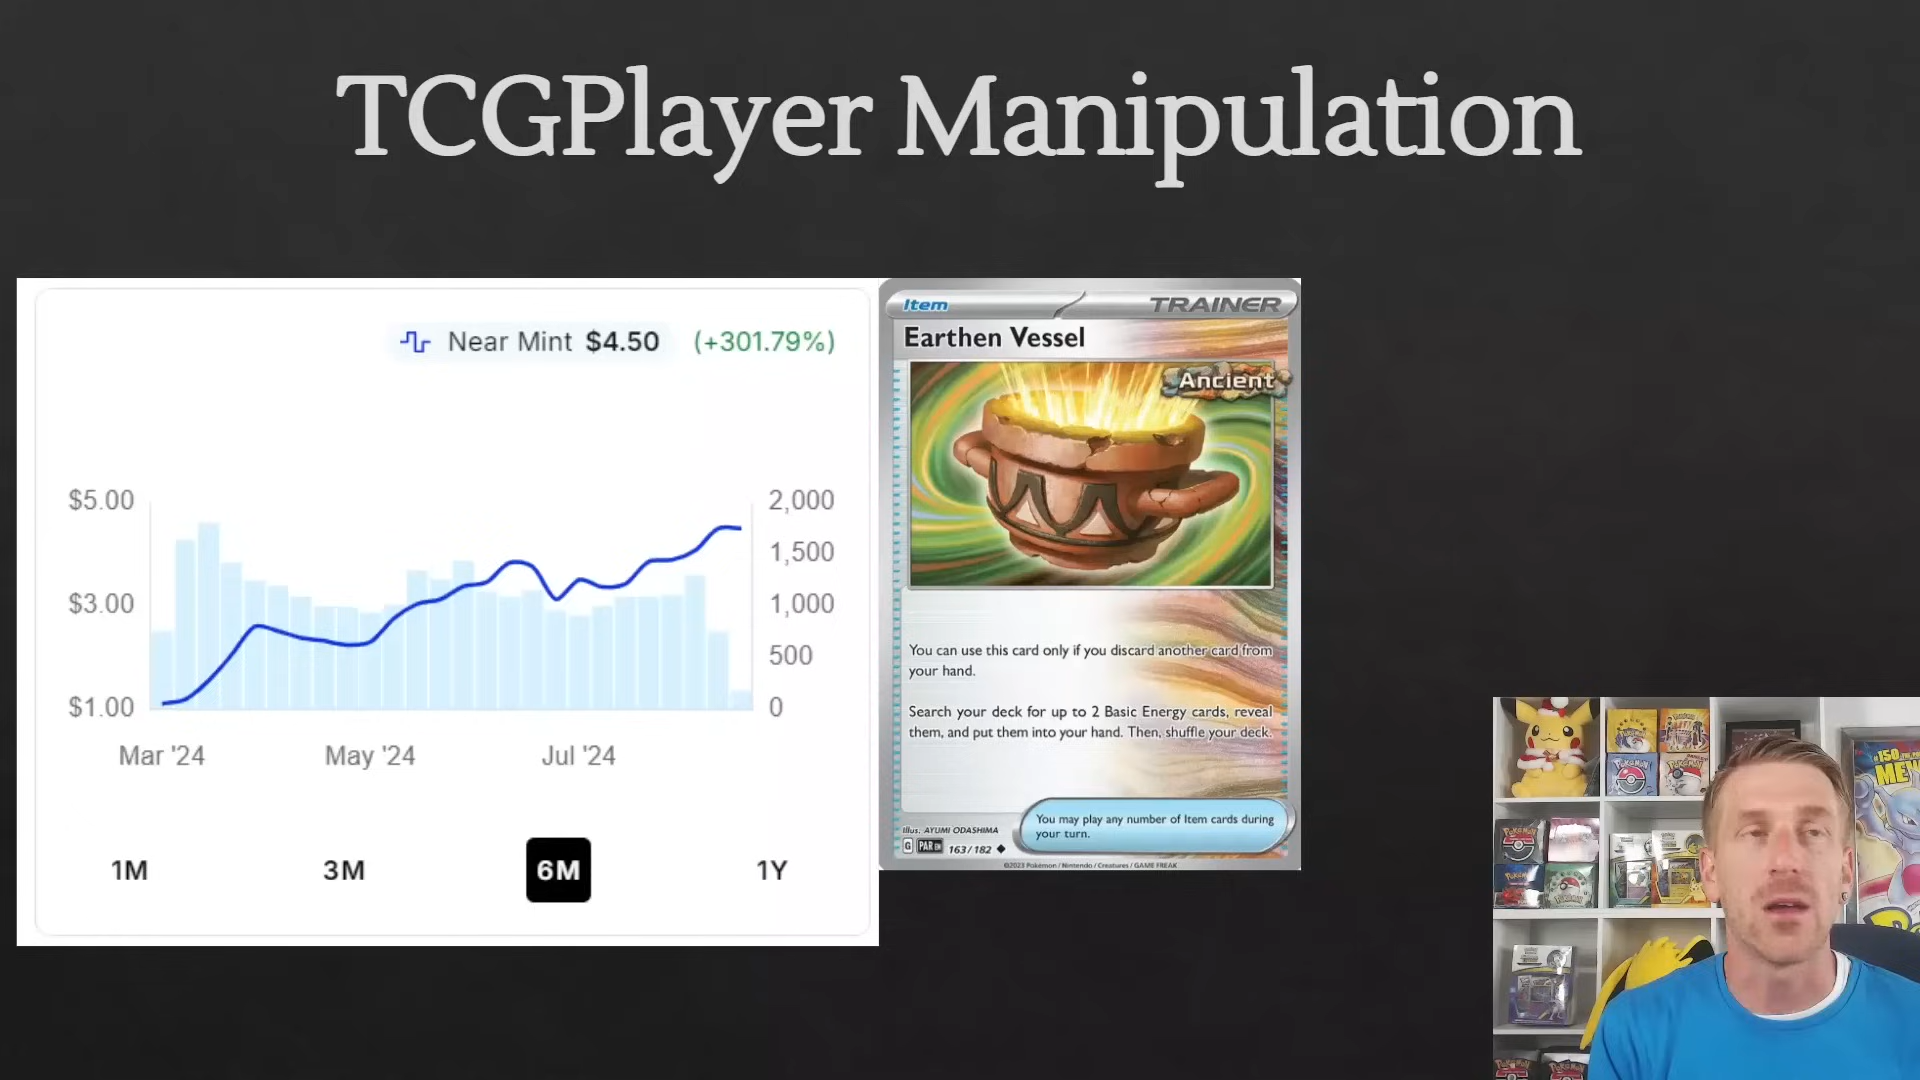 TCGPlayer Manipulation
Near Mint $4.50 (+301.79%)
$5.00
$3.00
$1.00
2,000
1,500
1,000
500
0
Mar '24 May '24 Jul '24
1M 3M 6M 1Y
Item TRAINER
Earthen Vessel
Ancient
You can use this card only if you discard another card from
your hand.
Search your deck for up to 2 Basic Energy cards, reveal
them, and put them into your hand. Then, shuffle your deck.
You may play any number of Item cards during
your turn.
Illus. AYUMI ODASHIMA
G PAR EN 163/182
©2023 Pokémon / Nintendo / Creatures / GAME FREAK
#150
MEW